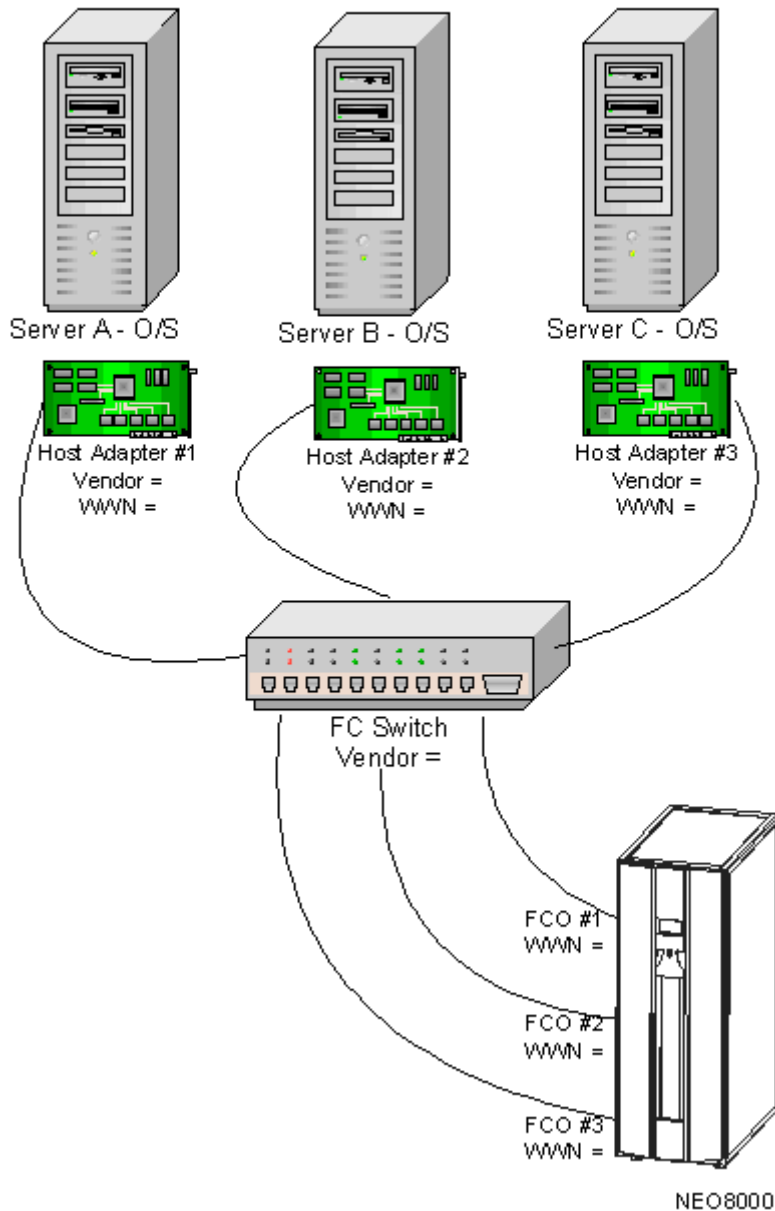 Server A - O/S
Server B - O/S
Server C - O/S
Host Adapter #1
Vendor =
WWN =
Host Adapter #2
Vendor =
WWN =
Host Adapter #3
Vendor =
WWN =
FC Switch
Vendor =
FCO #1
WWN =
FCO #2
WWN =
FCO #3
WWN =
NEO8000